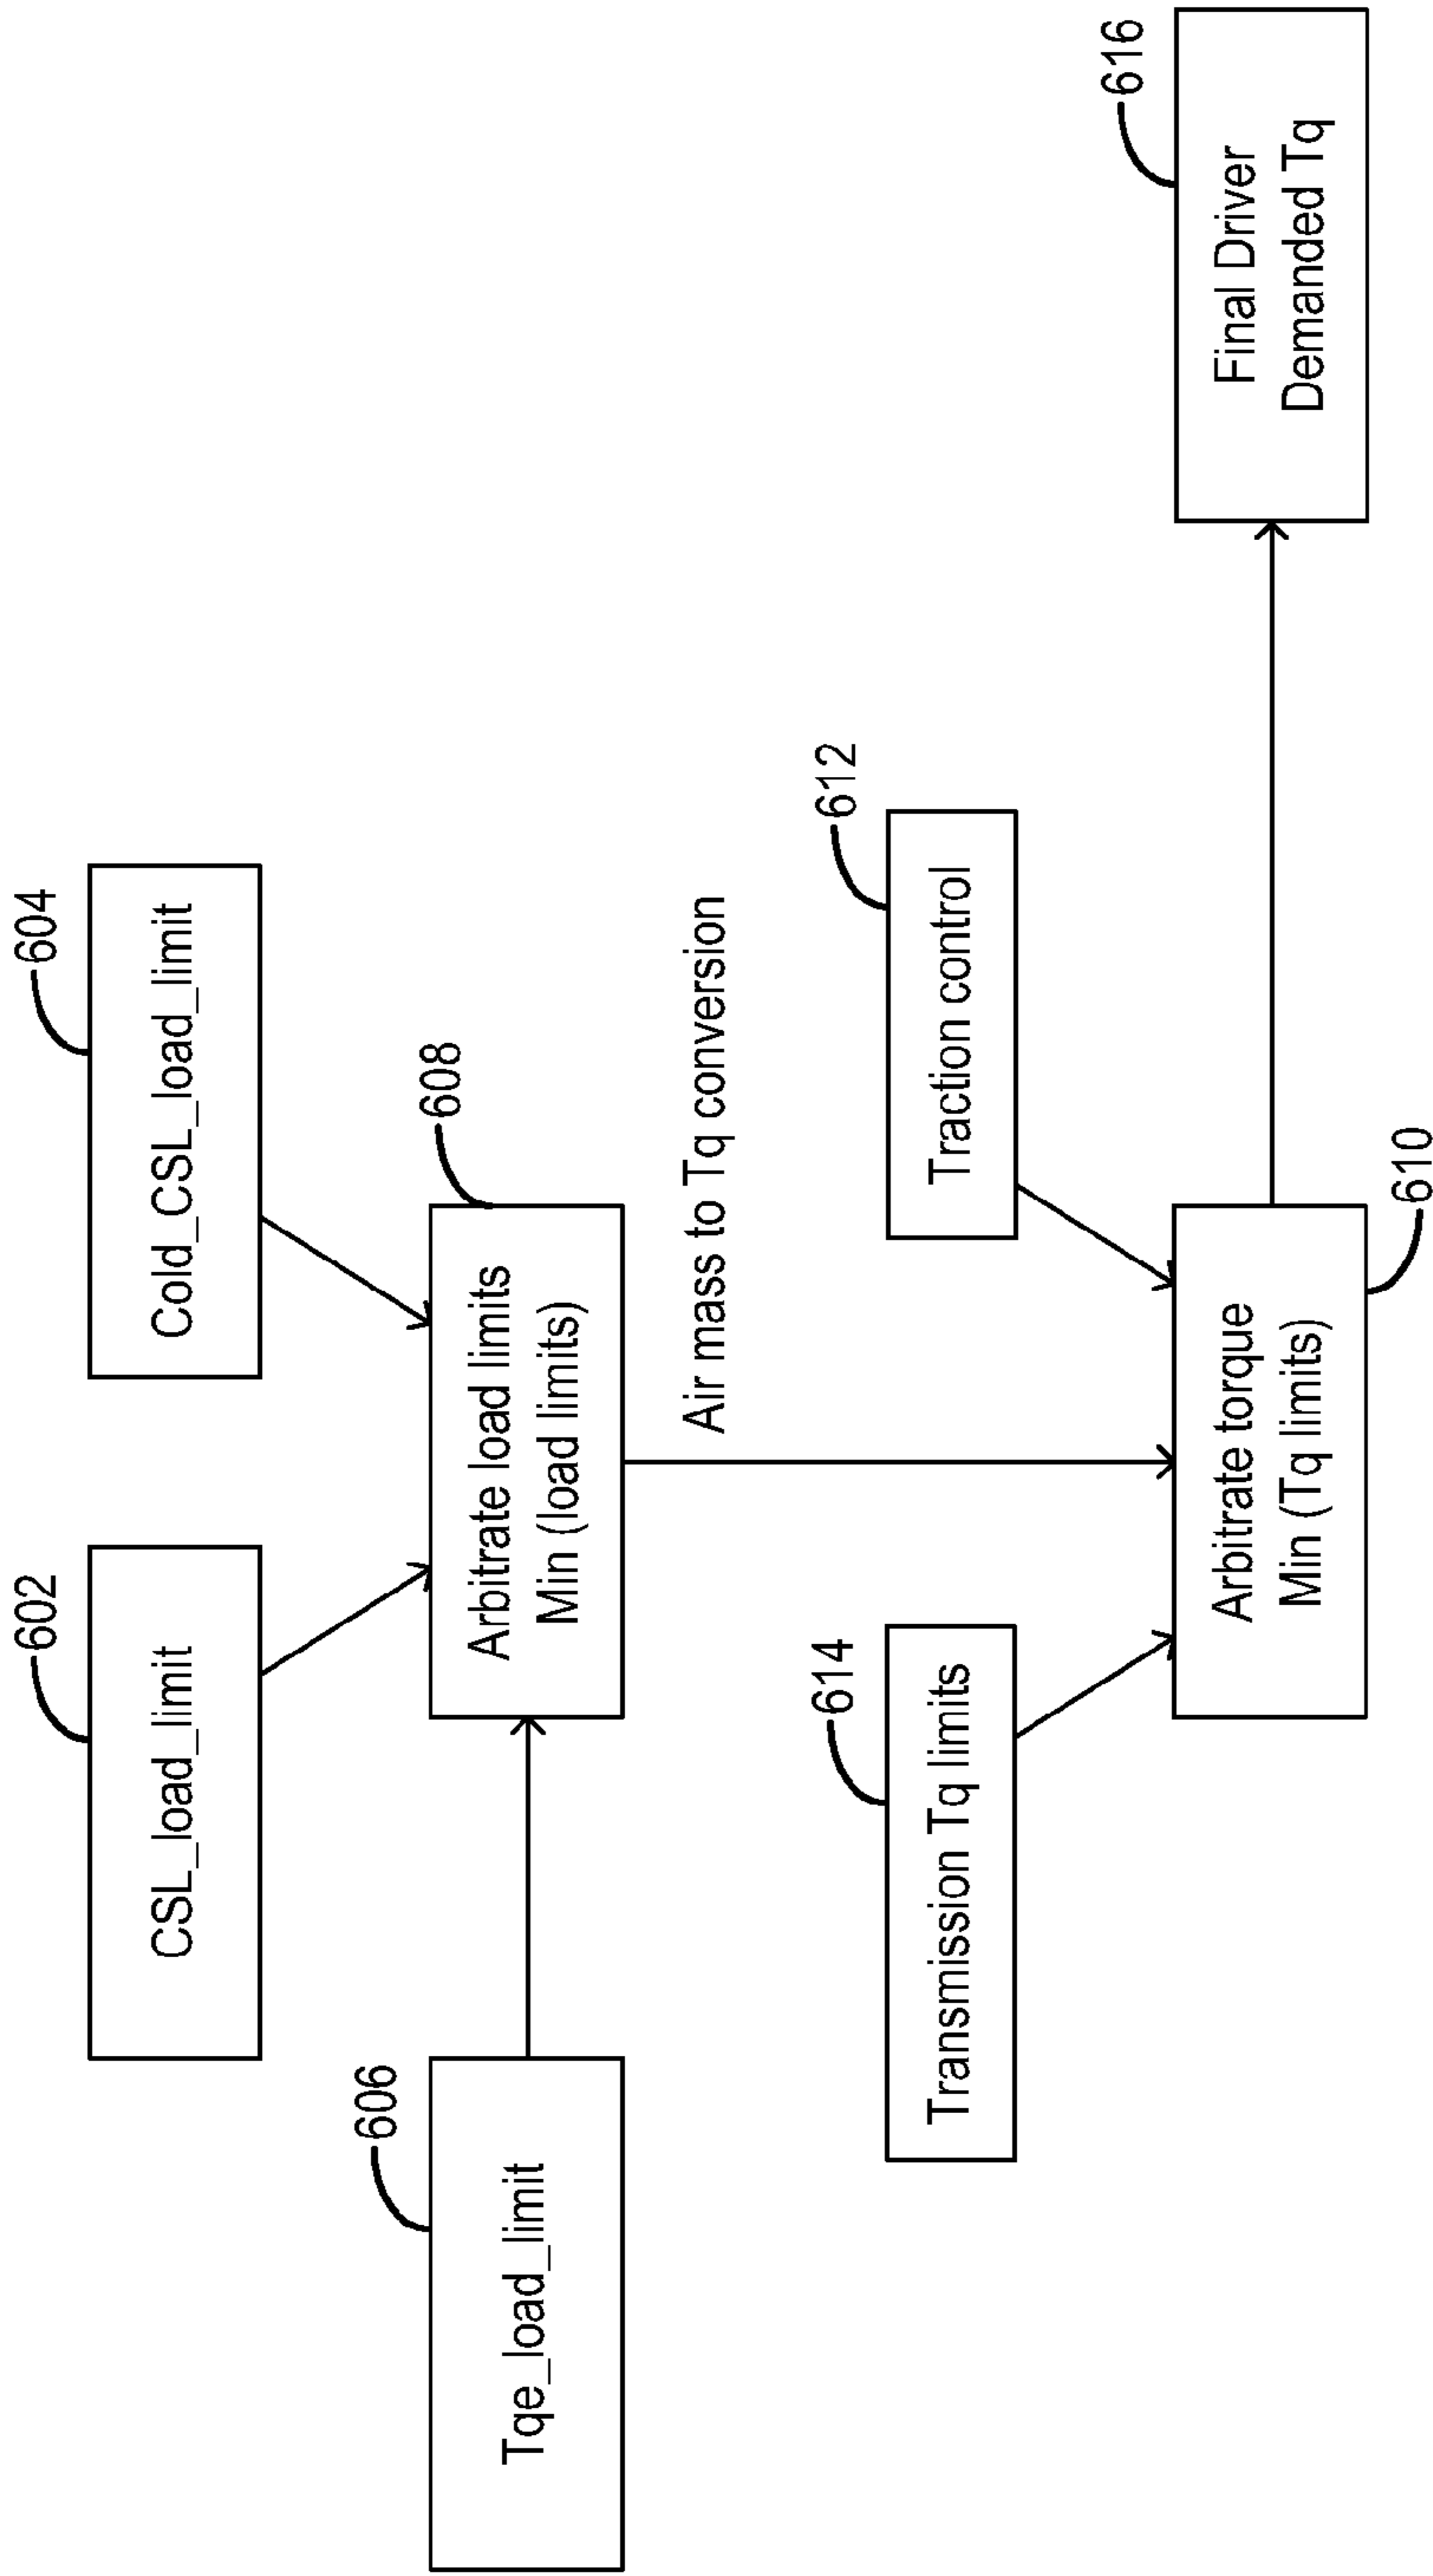 602
CSL_load_limit
604
Cold_CSL_load_limit
606
Tqe_load_limit
608
Arbitrate load limits
Min (load limits)
Air mass to Tq conversion
614
Transmission Tq limits
612
Traction control
Arbitrate torque
Min (Tq limits)
610
616
Final Driver
Demanded Tq